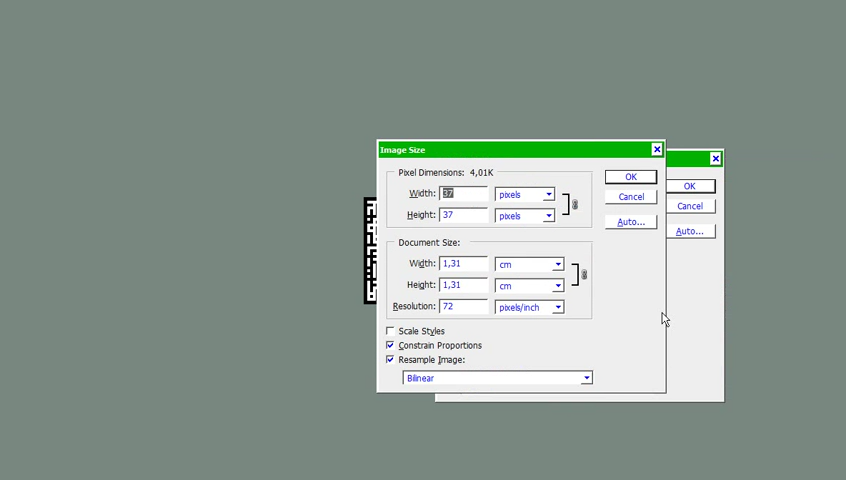 Image Size
Pixel Dimensions: 4,01K
Width: 37 pixels
Height: 37 pixels
Document Size:
Width: 1,31 cm
Height: 1,31 cm
Resolution: 72 pixels/inch
Scale Styles
Constrain Proportions
Resample Image:
Bilinear
OK
Cancel
Auto...
OK
Cancel
Auto...